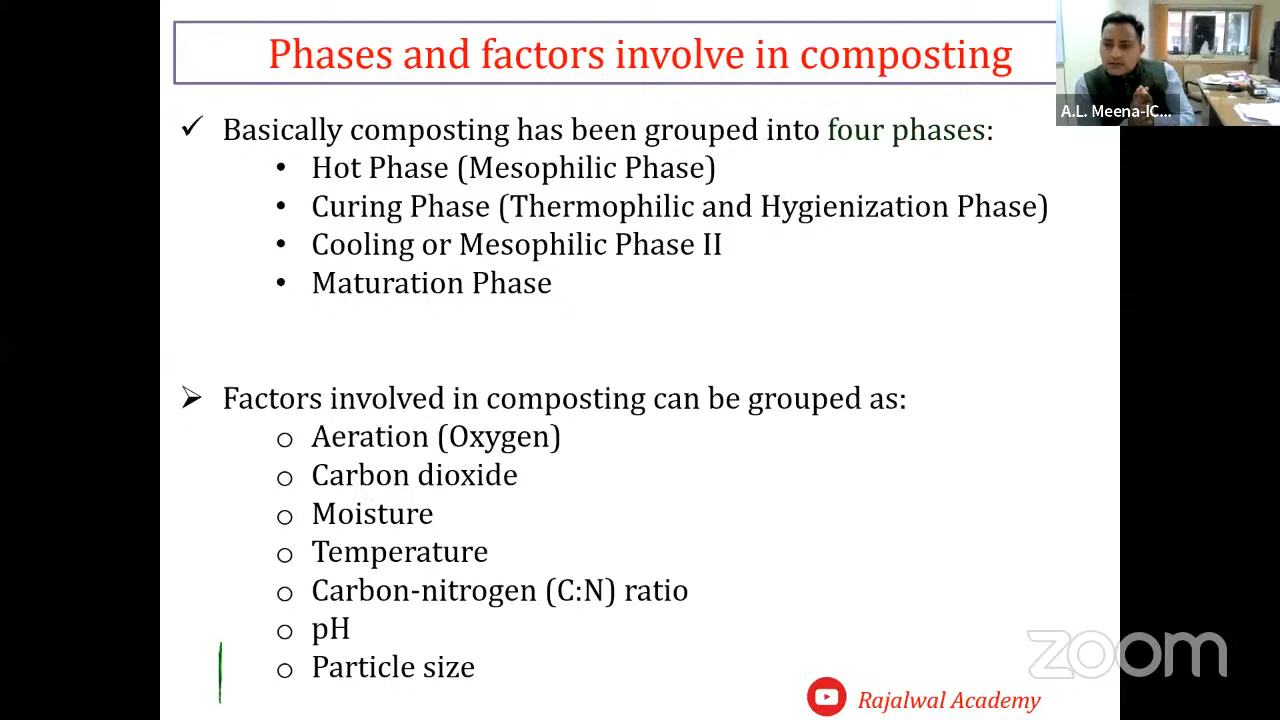 Phases and factors involve in composting
A.L. Meena-IC...
✓ Basically composting has been grouped into four phases:
• Hot Phase (Mesophilic Phase)
• Curing Phase (Thermophilic and Hygienization Phase)
• Cooling or Mesophilic Phase II
• Maturation Phase
➢ Factors involved in composting can be grouped as:
o Aeration (Oxygen)
o Carbon dioxide
o Moisture
o Temperature
o Carbon-nitrogen (C:N) ratio
o pH
o Particle size
zoom
Rajalwal Academy